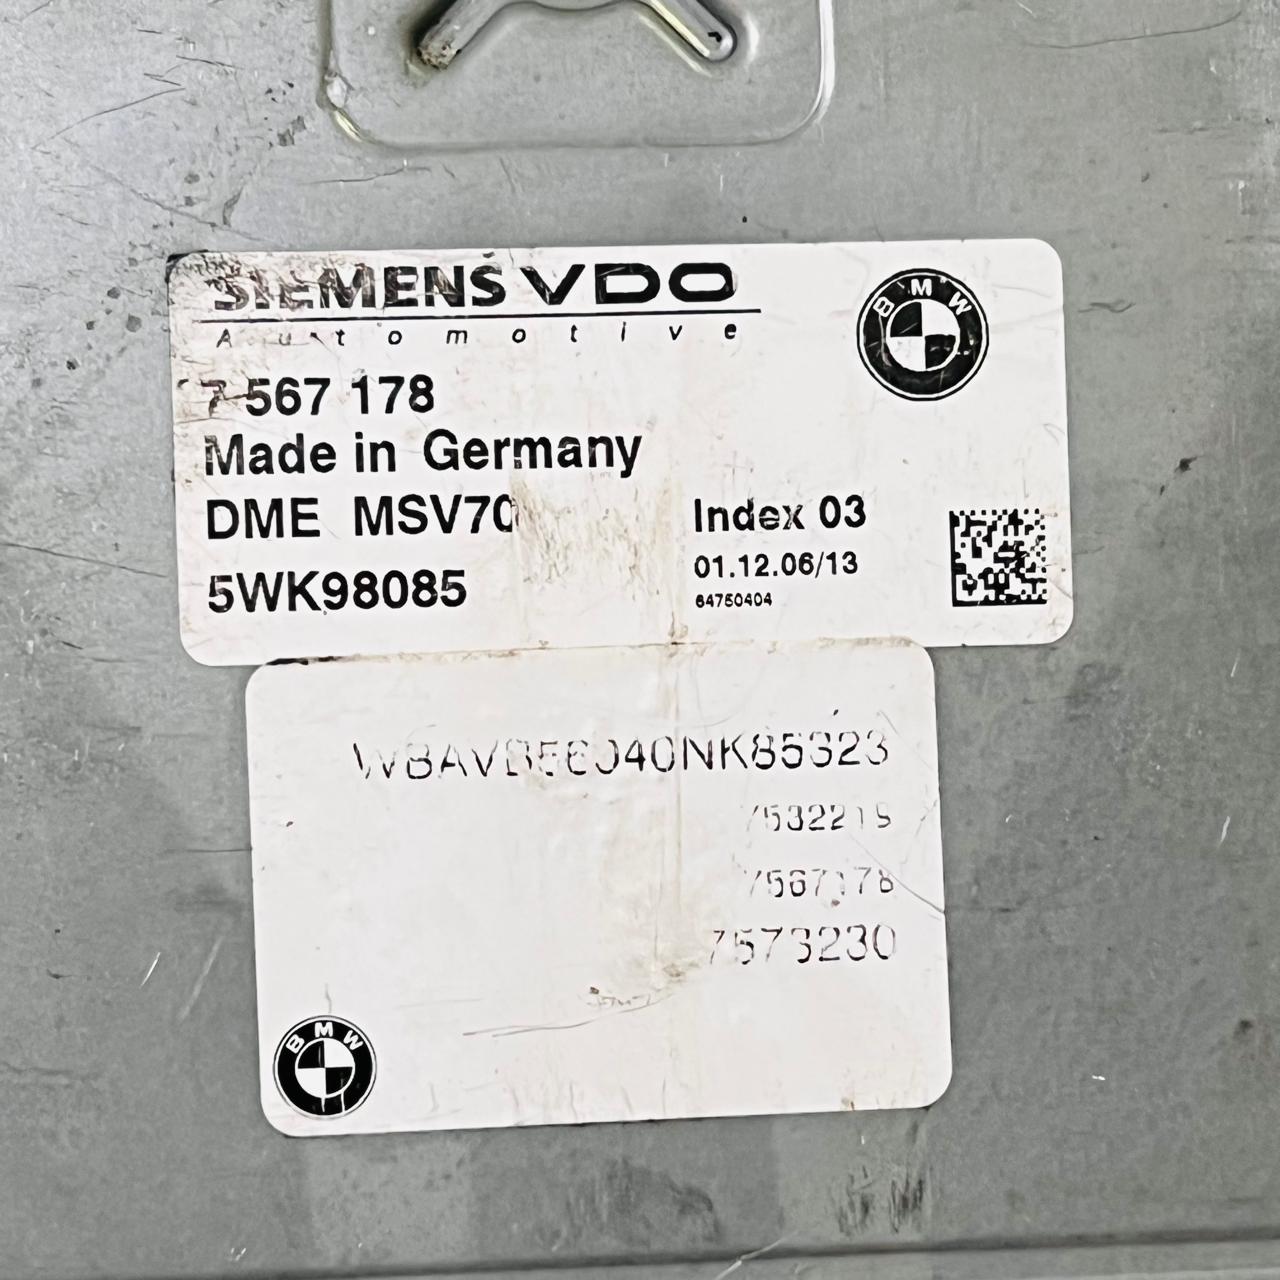 SIEMENS VDO
Automotive
BMW
7 567 178
Made in Germany
DME MSV70
Index 03
5WK98085
01.12.06/13
64750404
WBAVB56040NK85323
7532219
7567178
7573230
BMW